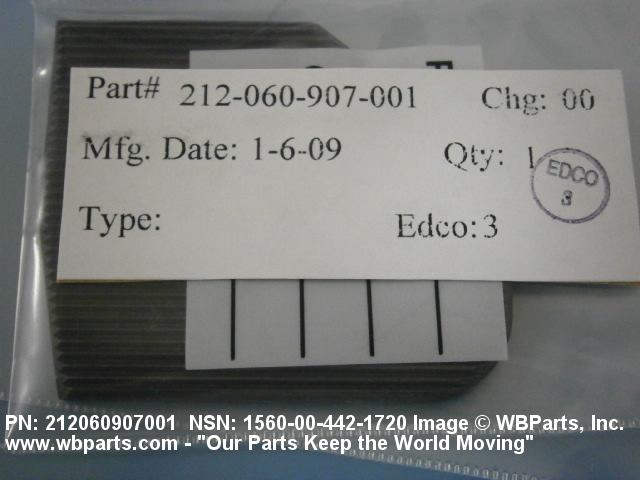 Part# 212-060-907-001 Chg: 00
Mfg. Date: 1-6-09 Qty: 1
EDCO
3
Type: Edco: 3
PN: 212060907001 NSN: 1560-00-442-1720 Image © WBParts, Inc.
www.wbparts.com - "Our Parts Keep the World Moving"